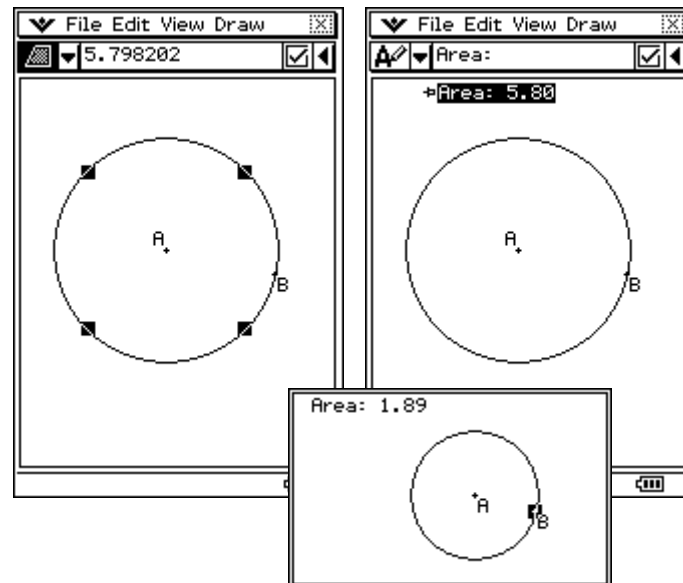 File Edit View Draw
5.798202
A
B
File Edit View Draw
Area:
Area: 5.80
A
B
Area: 1.89
A
B